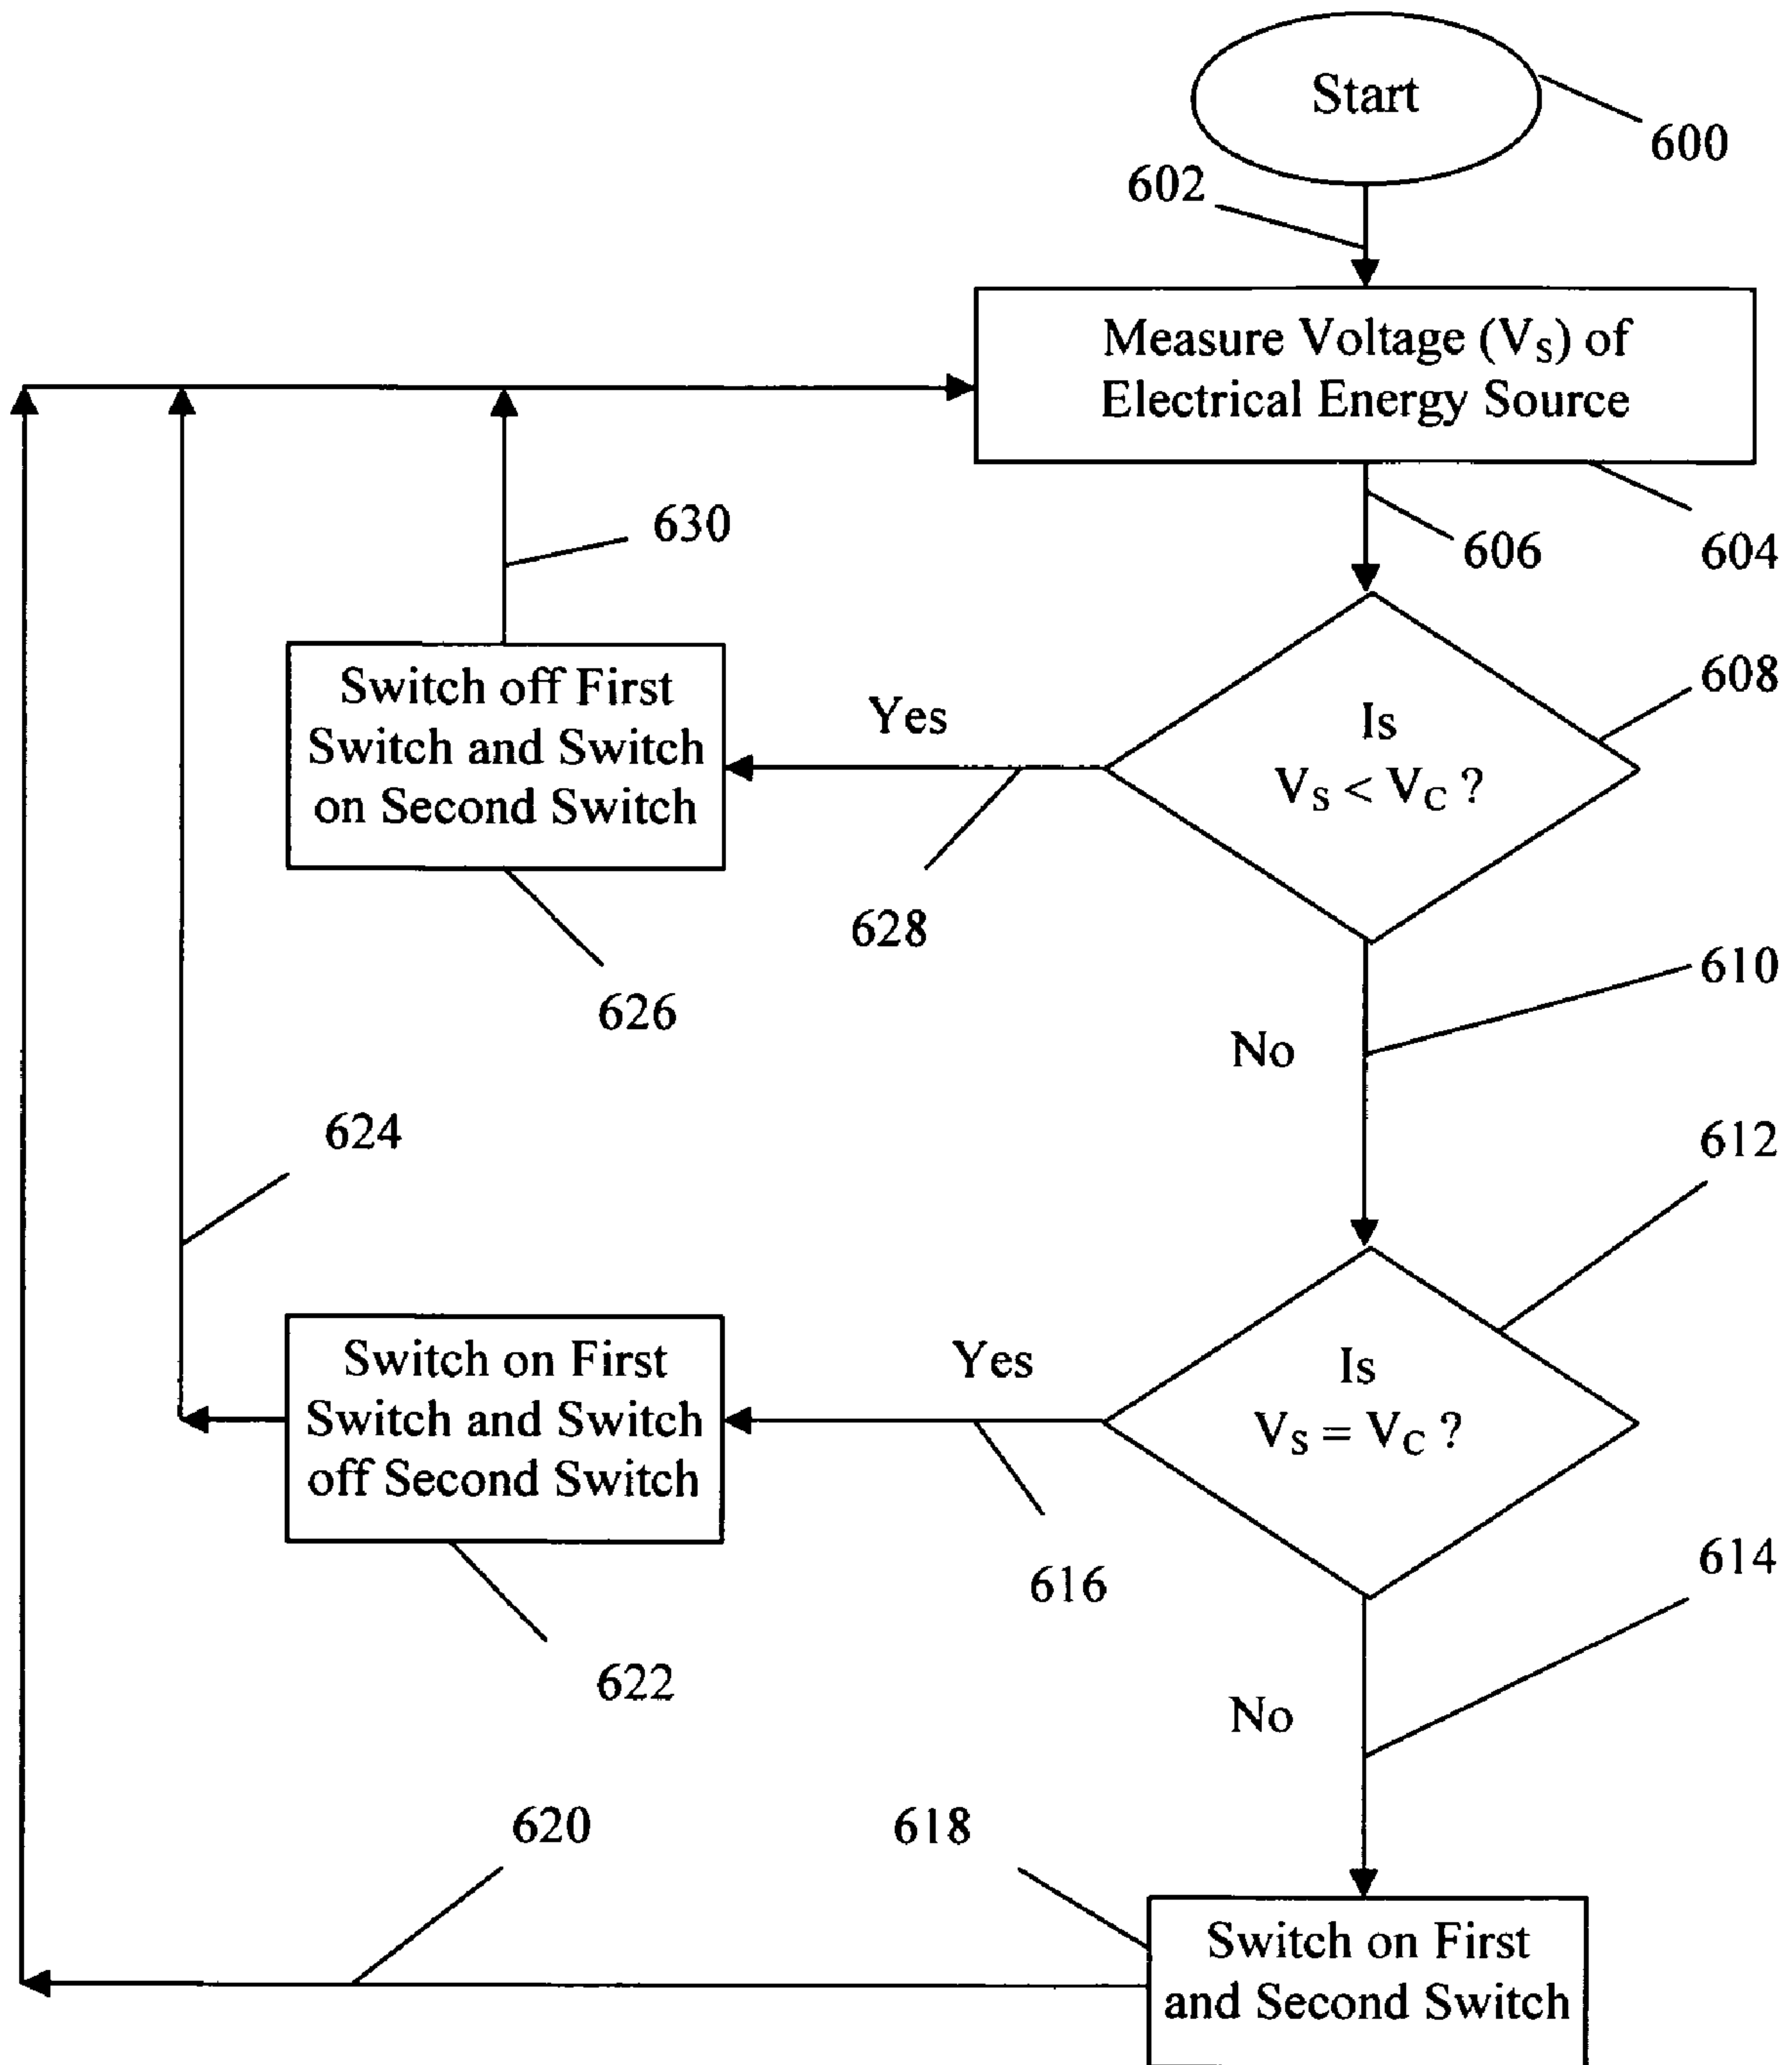 Start
600
602
Measure Voltage (VS) of
Electrical Energy Source
630
606
604
Switch off First
Switch and Switch
on Second Switch
Yes
Is
VS < VC ?
608
628
626
610
No
624
612
Switch on First
Switch and Switch
off Second Switch
Yes
Is
VS = VC ?
616
614
622
No
620
618
Switch on First
and Second Switch